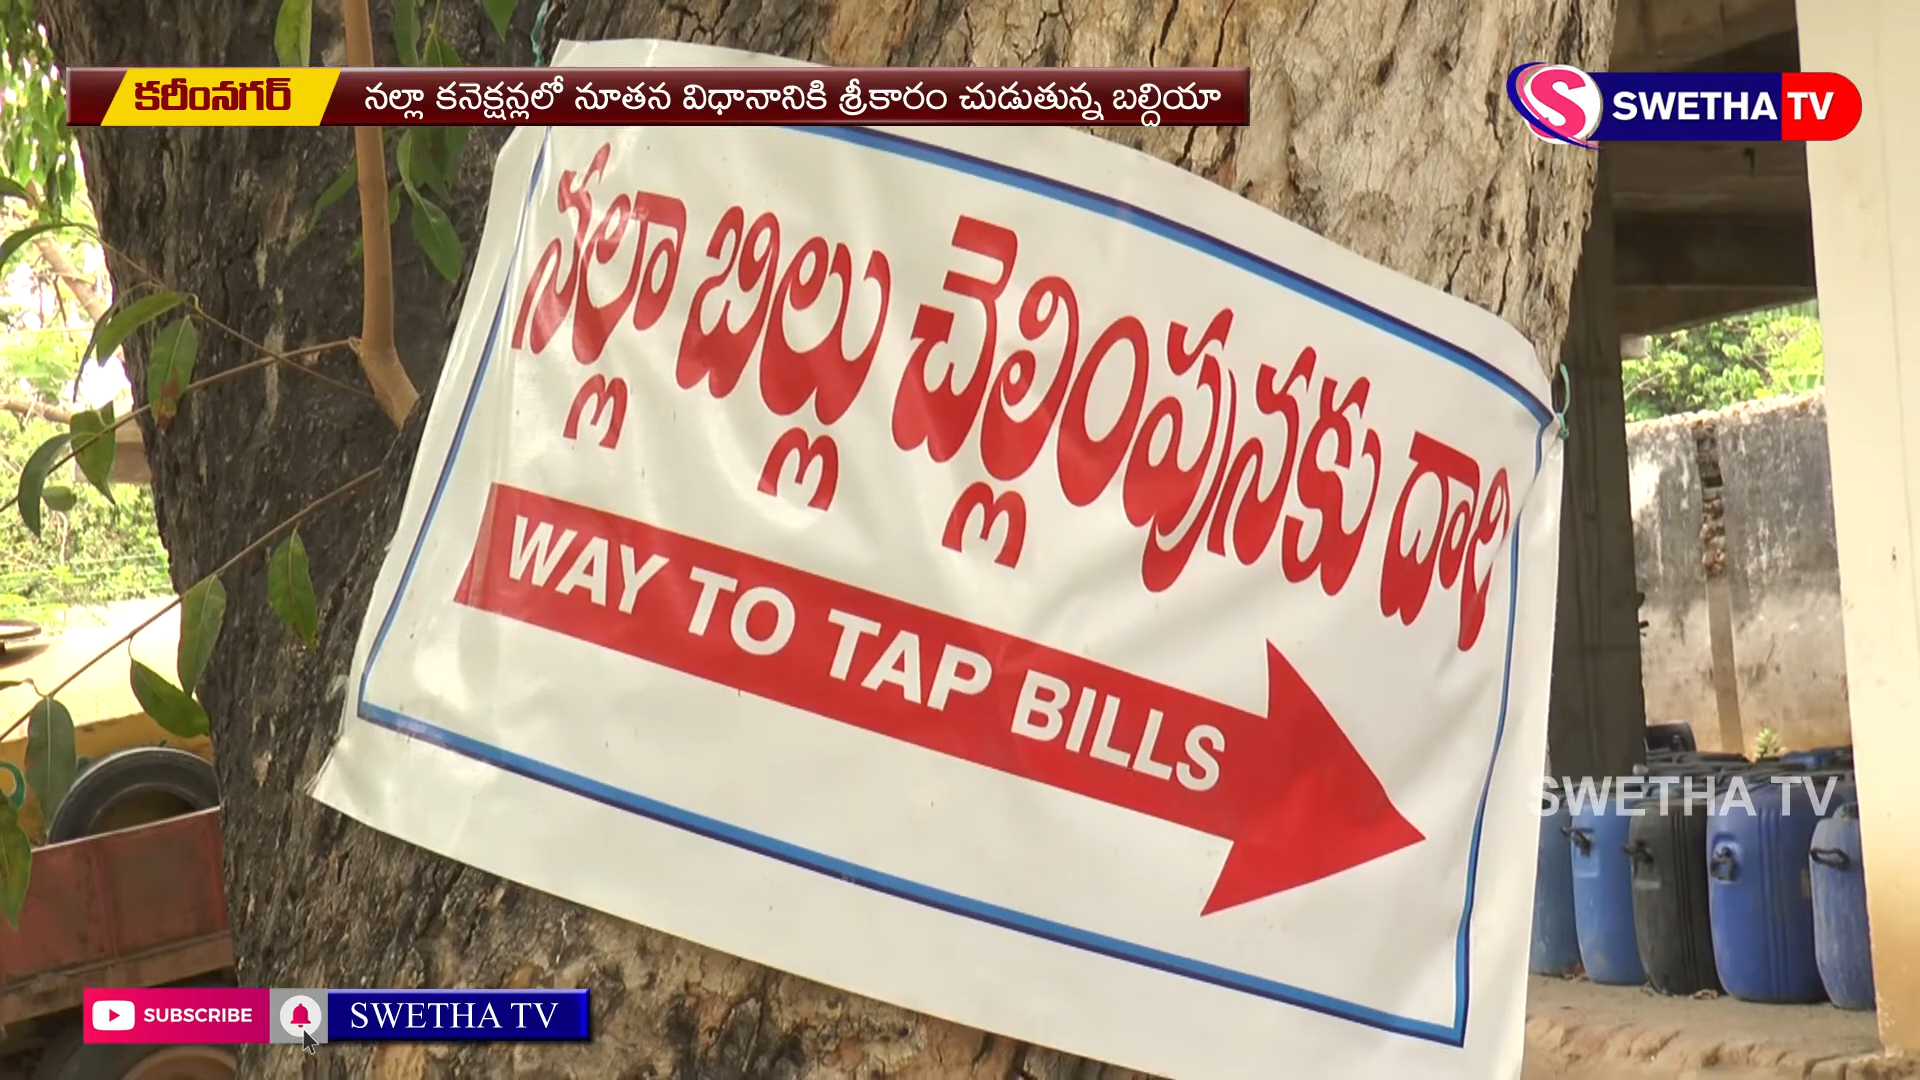 కరీంనగర్ నల్లా కనెక్షన్లలో నూతన విధానానికి శ్రీకారం చుడుతున్న బల్దియా
SWETHA TV
నల్లా బిల్లు చెల్లింపునకు దారి
WAY TO TAP BILLS
SWETHA TV
SUBSCRIBE SWETHA TV